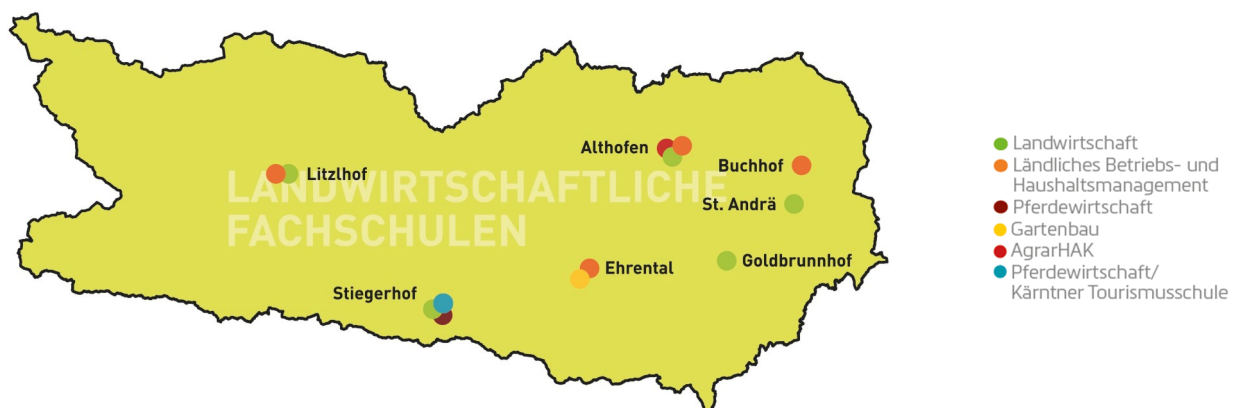 Althofen
Buchhof
Litzlhof
LANDWIRTSCHAFTLICHE
FACHSCHULEN
St. Andrä
Goldbrunnhof
Ehrental
Stiegerhof
Landwirtschaft
Ländliches Betriebs- und
Haushaltsmanagement
Pferdewirtschaft
Gartenbau
AgrarHAK
Pferdewirtschaft/
Kärntner Tourismusschule